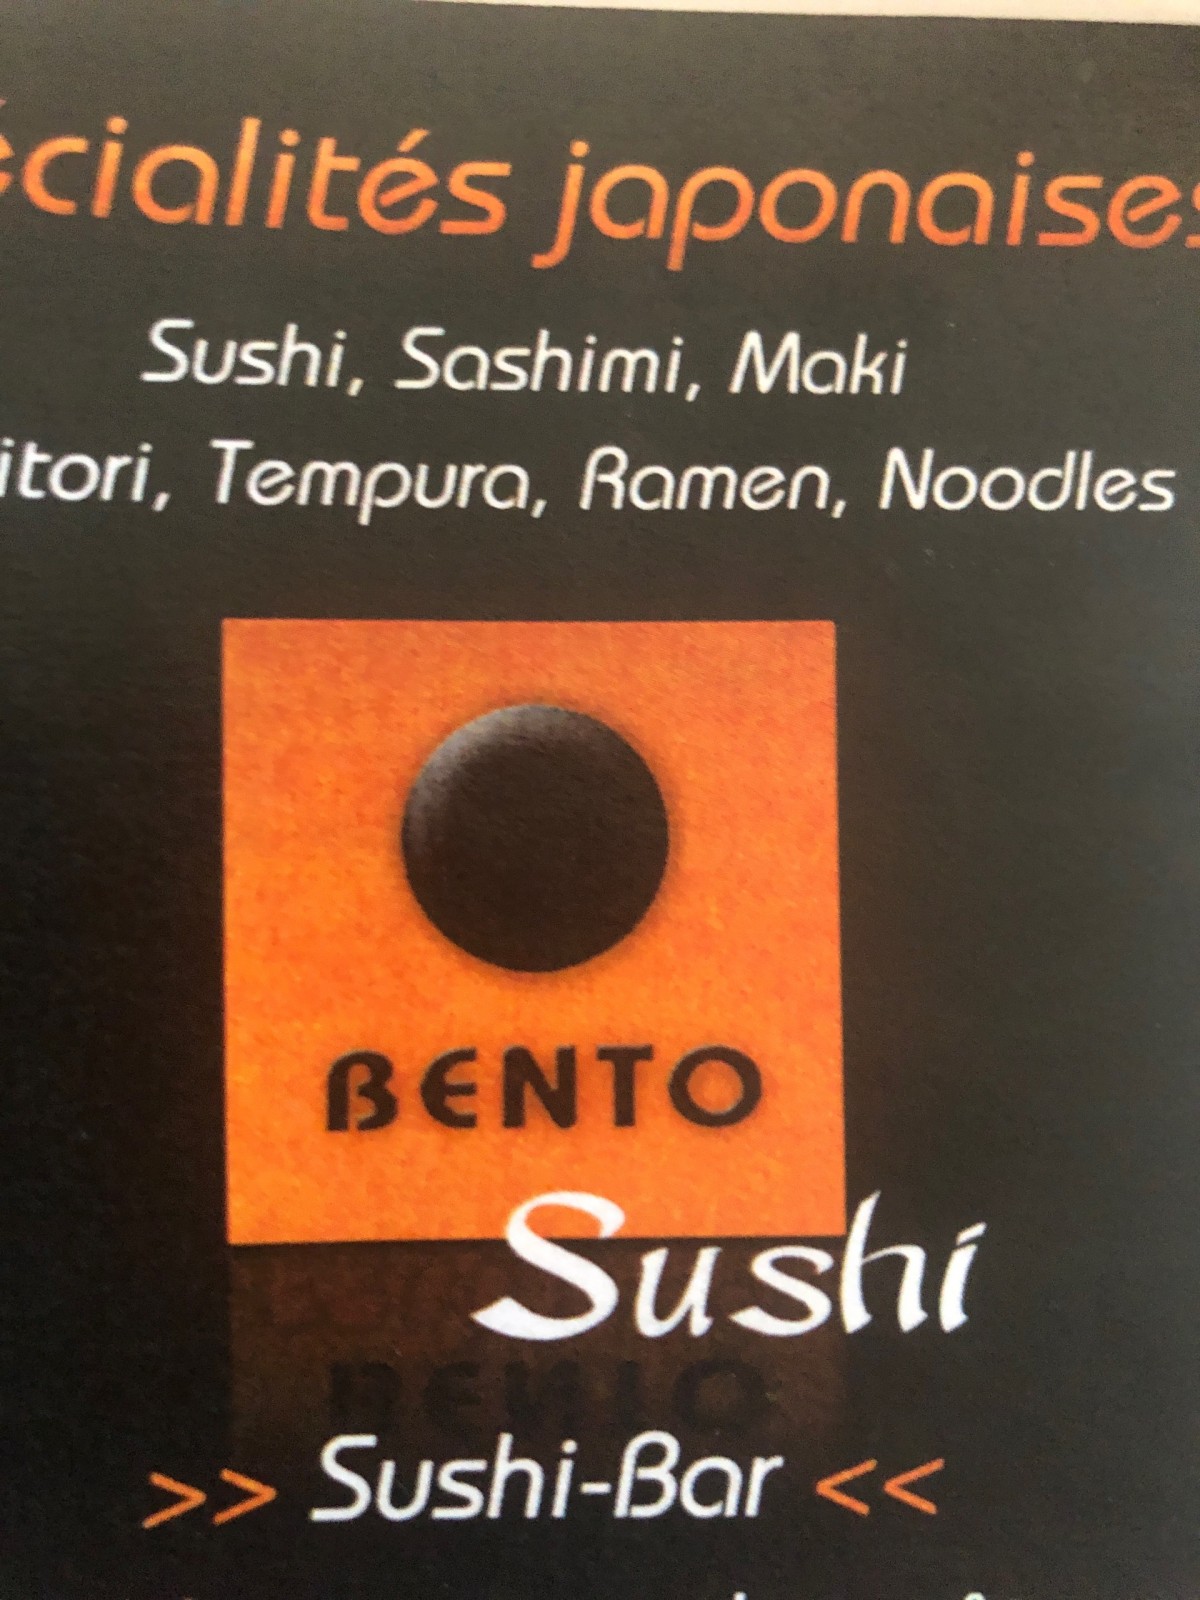 écialités japonaises
Sushi, Sashimi, Maki
itori, Tempura, Ramen, Noodles
BENTO
Sushi
>> Sushi-Bar <<